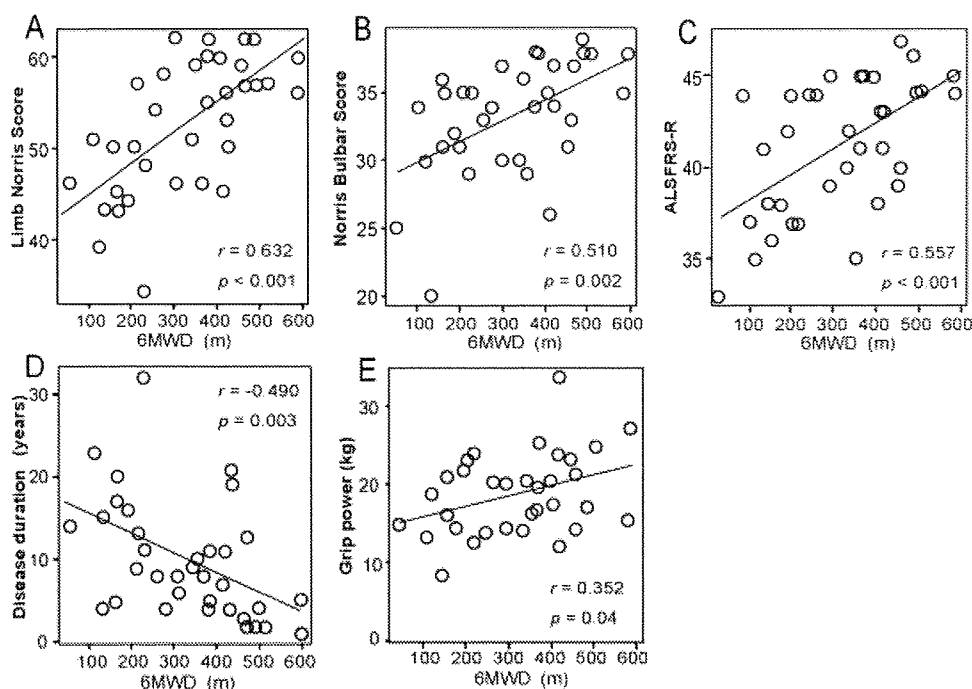 A
Limb Norris Score
60
50
40
r = 0.632
p < 0.001
100 200 300 400 500 600
6MWD (m)
B
Norris Bulbar Score
40
35
30
25
20
r = 0.510
p = 0.002
100 200 300 400 500 600
6MWD (m)
C
ALSFRS-R
45
40
35
r = 0.557
p < 0.001
100 200 300 400 500 600
6MWD (m)
D
Disease duration (years)
30
20
10
0
r = -0.490
p = 0.003
100 200 300 400 500 600
6MWD (m)
E
Grip power (kg)
30
20
10
0
r = 0.352
p = 0.04
100 200 300 400 500 600
6MWD (m)